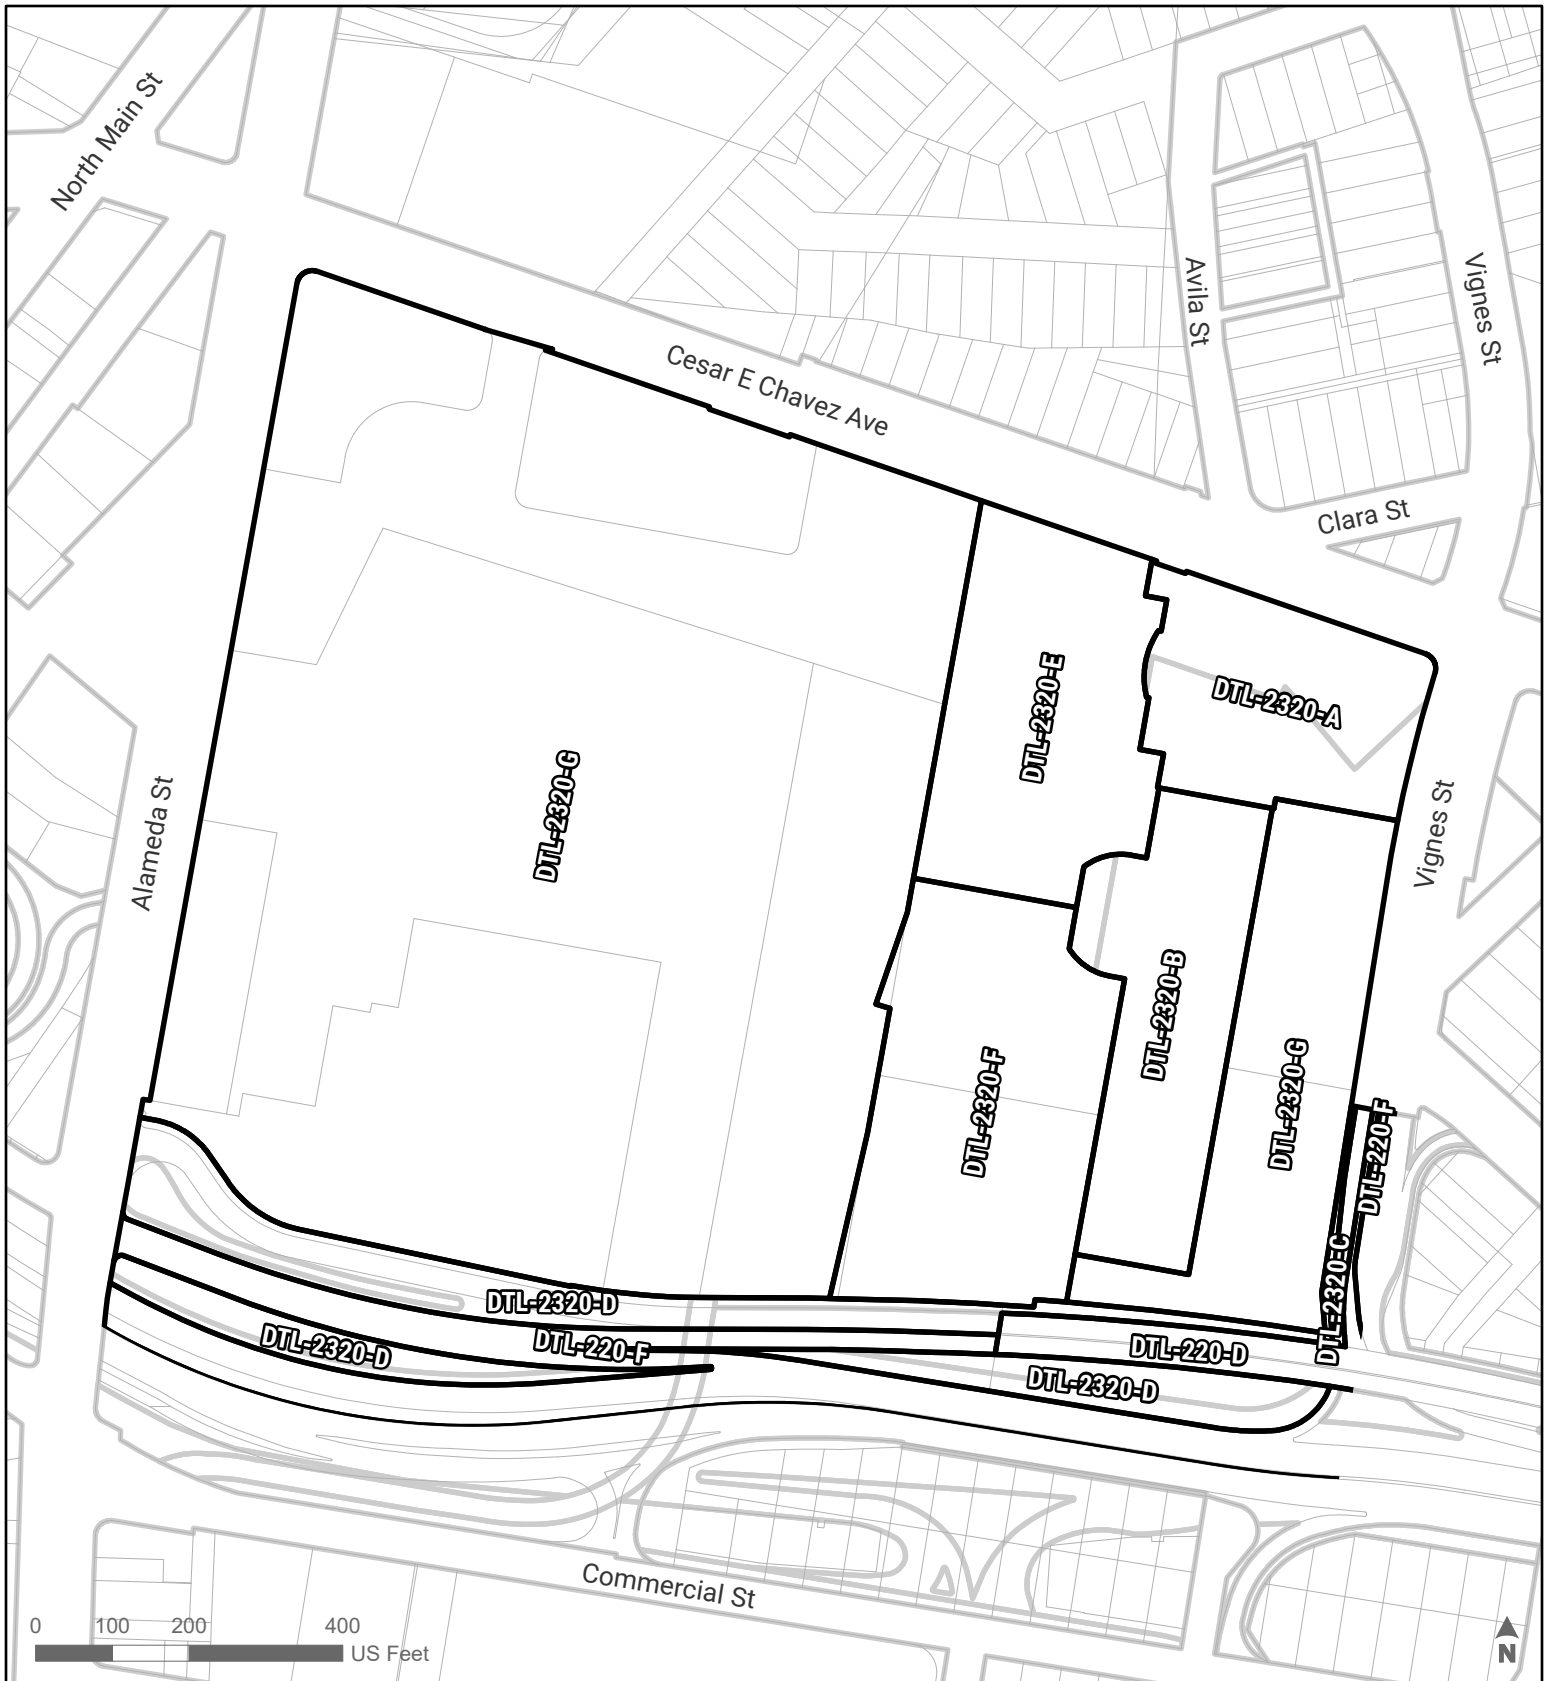 North Main St
Avila St
Vignes St
Cesar E Chavez Ave
Clara St
DTL-2320-E
DTL-2320-A
DTL-2320-G
Alameda St
Vignes St
DTL-2320-B
DTL-2320-F
DTL-2320-G
DTL-220-F
DTL-2320-C
DTL-2320-D
DTL-220-F
DTL-2320-D
DTL-220-D
DTL-2320-D
Commercial St
0 100 200 400
US Feet
N